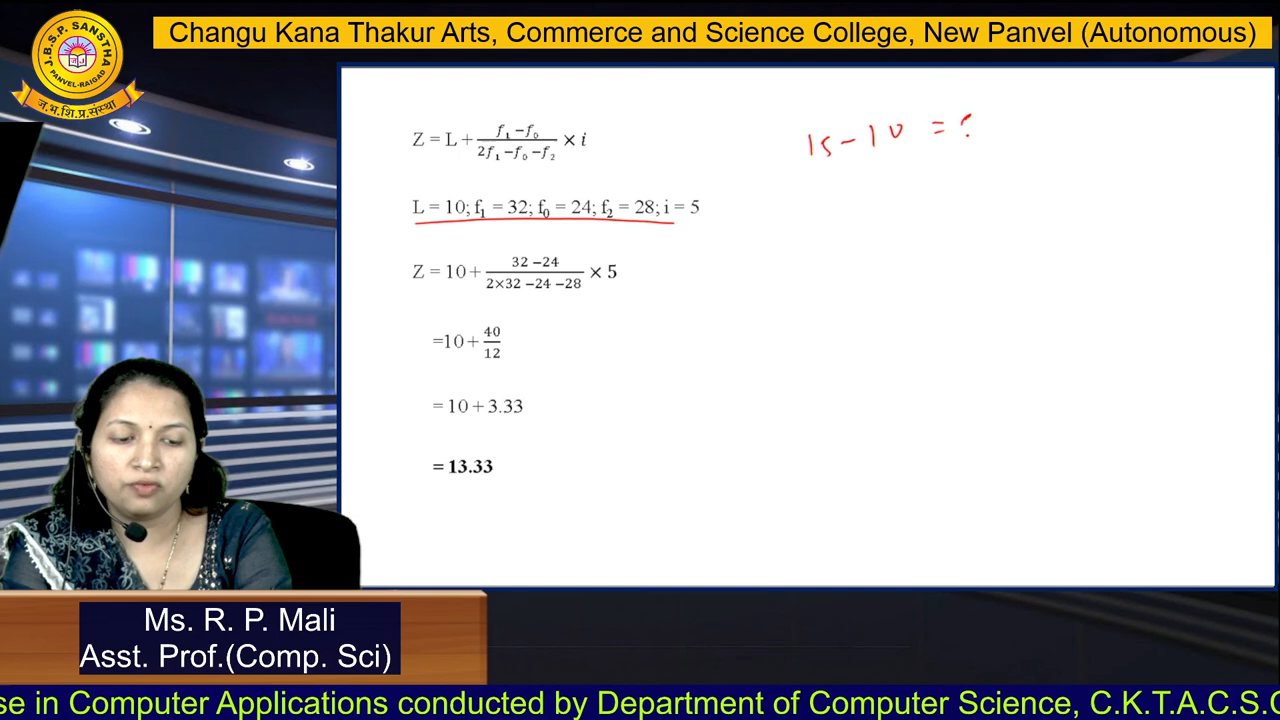 Changu Kana Thakur Arts, Commerce and Science College, New Panvel (Autonomous)
J.B.S.P. SANSTHA
PANVEL-RAIGAD
ज.भ.शि.प्र.संस्था
Z = L + (f₁ − f₀)/(2f₁ − f₀ − f₂) × i
15 - 10 = ?
L = 10; f₁ = 32; f₀ = 24; f₂ = 28; i = 5
Z = 10 + (32 − 24)/(2×32 − 24 − 28) × 5
=10 + 40/12
= 10 + 3.33
= 13.33
Ms. R. P. Mali
Asst. Prof.(Comp. Sci)
se in Computer Applications conducted by Department of Computer Science, C.K.T.A.C.S.C